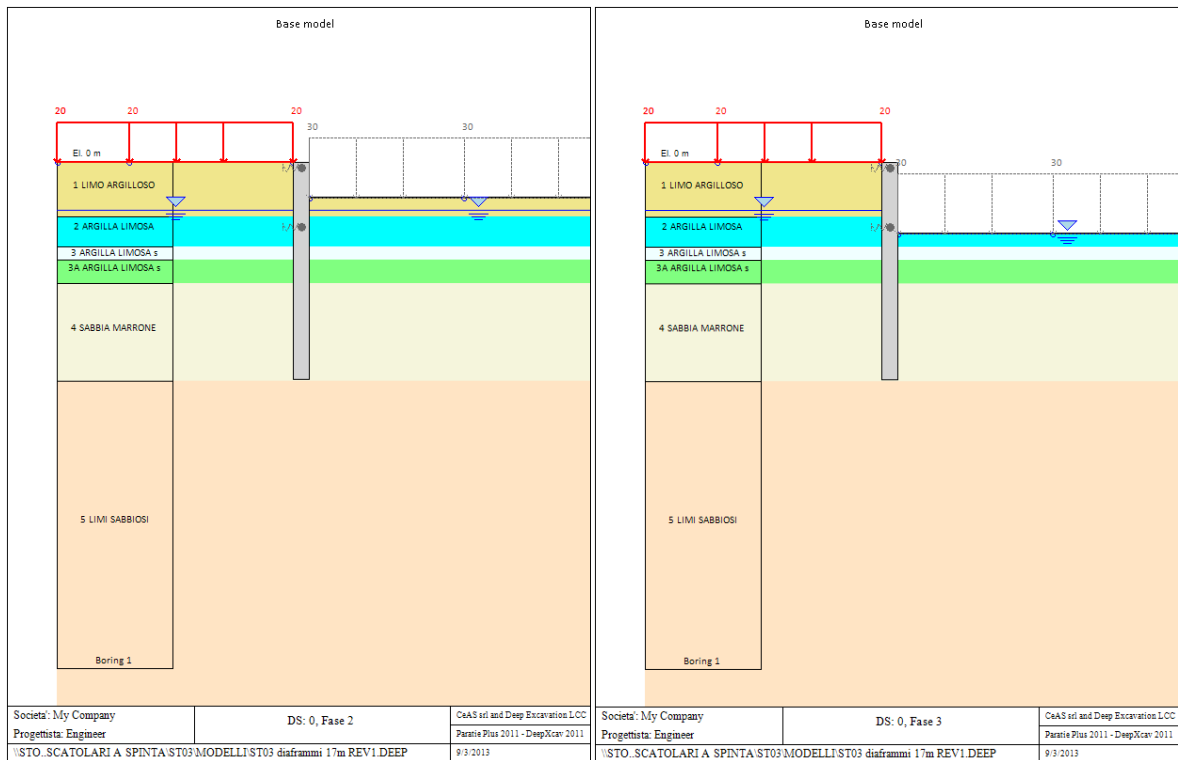 Base model
20
20
20
30
30
El. 0 m
1 LIMO ARGILLOSO
2 ARGILLA LIMOSA
3 ARGILLA LIMOSA s
3A ARGILLA LIMOSA s
4 SABBIA MARRONE
5 LIMI SABBIOSI
Boring 1
Societa': My Company
Progettista: Engineer
DS: 0, Fase 2
CeAS srl and Deep Excavation LCC
Paratie Plus 2011 - DeepXcav 2011
\\STO..SCATOLARI A SPINTA\ST03\MODELLI\ST03 diaframmi 17m REV1.DEEP
9/3/2013
Base model
20
20
20
30
30
El. 0 m
1 LIMO ARGILLOSO
2 ARGILLA LIMOSA
3 ARGILLA LIMOSA s
3A ARGILLA LIMOSA s
4 SABBIA MARRONE
5 LIMI SABBIOSI
Boring 1
Societa': My Company
Progettista: Engineer
DS: 0, Fase 3
CeAS srl and Deep Excavation LCC
Paratie Plus 2011 - DeepXcav 2011
\\STO..SCATOLARI A SPINTA\ST03\MODELLI\ST03 diaframmi 17m REV1.DEEP
9/3/2013